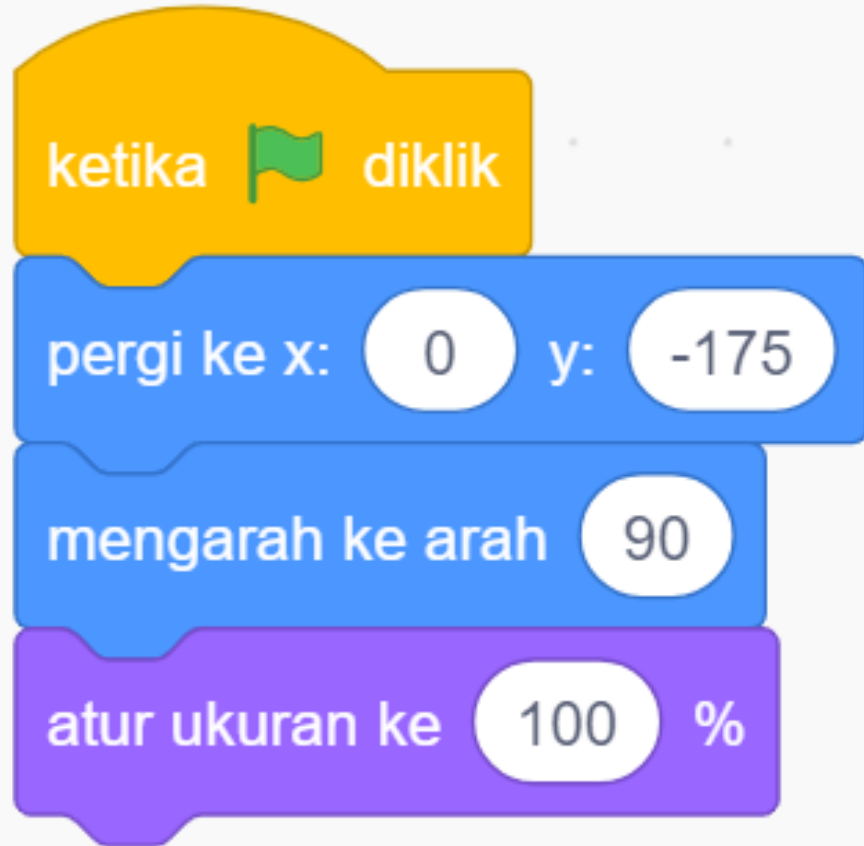 ketika diklik
pergi ke x: 0 y: -175
mengarah ke arah 90
atur ukuran ke 100 %